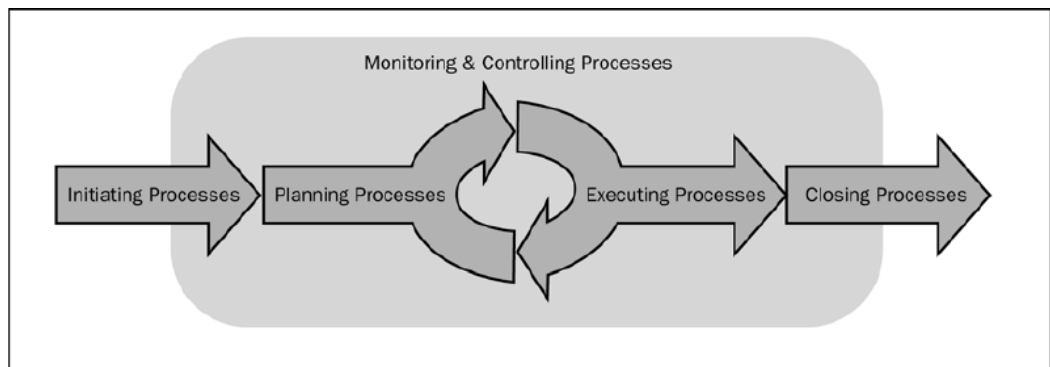 Monitoring & Controlling Processes
Initiating Processes
Planning Processes
Executing Processes
Closing Processes